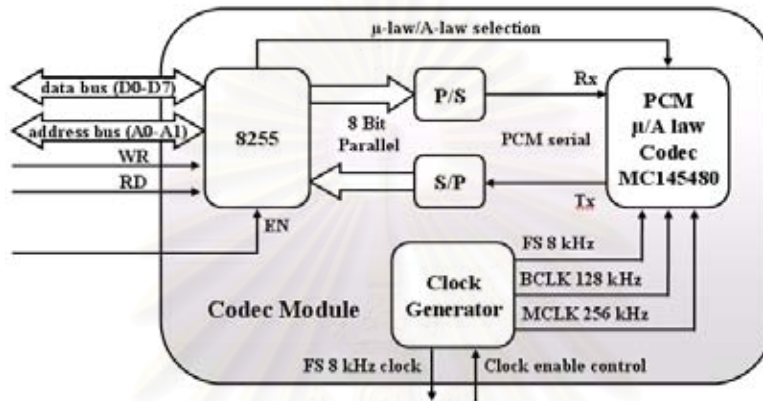 μ-law/A-law selection
data bus (D0-D7)
address bus (A0-A1)
WR
RD
EN
8255
8 Bit
Parallel
P/S
S/P
Rx
PCM serial
Tx
PCM
μ/A law
Codec
MC145480
FS 8 kHz
BCLK 128 kHz
MCLK 256 kHz
Clock
Generator
Codec Module
FS 8 kHz clock
Clock enable control